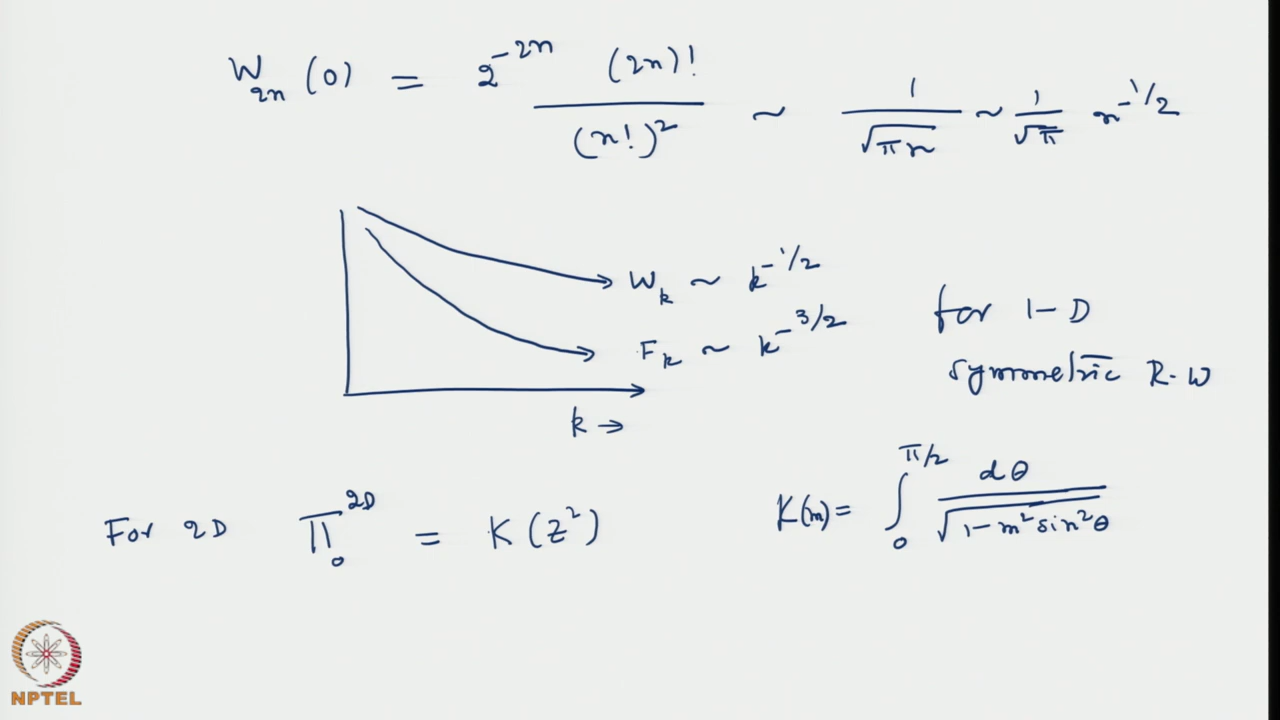 W_{2n}(0) = 2^{-2n} (2n)! / (n!)^2 ~ 1/√(πn) ~ 1/√π n^{-1/2}
W_k ~ k^{-1/2}
F_k ~ k^{-3/2}
for 1-D
symmetric R-W
k →
For 2D Π_0^{2D} = K(z^2)
K(m) = ∫_0^{π/2} dθ / √(1-m^2 sin^2θ)
NPTEL